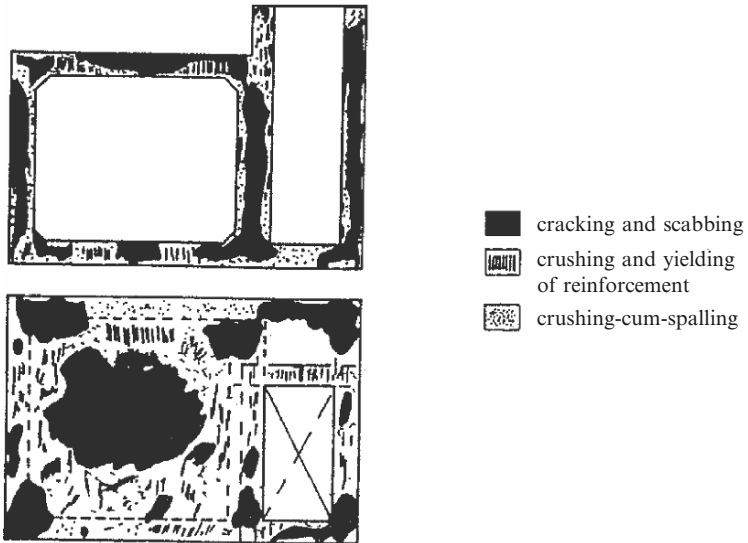 cracking and scabbing
crushing and yielding
of reinforcement
crushing-cum-spalling